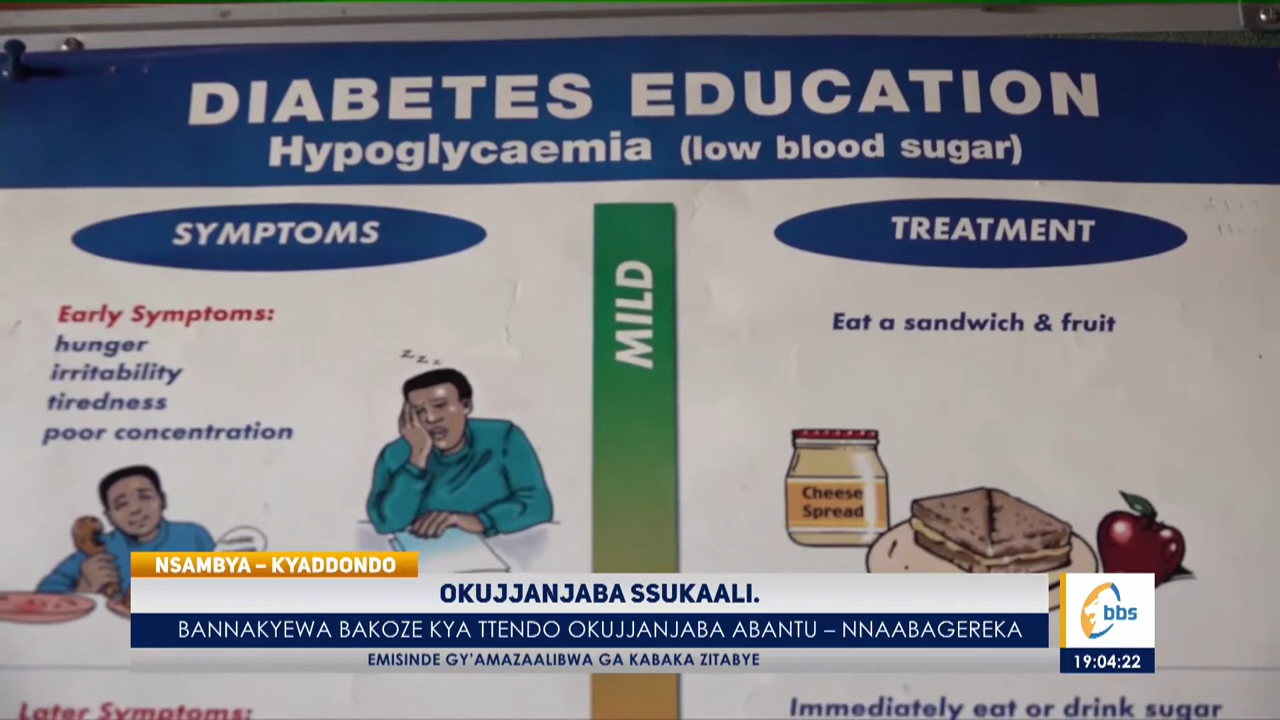 DIABETES EDUCATION
Hypoglycaemia (low blood sugar)
SYMPTOMS
TREATMENT
MILD
Early Symptoms:
hunger
irritability
tiredness
poor concentration
zzz
Eat a sandwich & fruit
Cheese
Spread
NSAMBYA – KYADDONDO
OKUJJANJABA SSUKAALI.
BANNAKYEWA BAKOZE KYA TTENDO OKUJJANJABA ABANTU – NNAABAGEREKA
EMISINDE GY'AMAZAALIBWA GA KABAKA ZITABYE
bbs
19:04:22
Later Symptoms:
Immediately eat or drink sugar